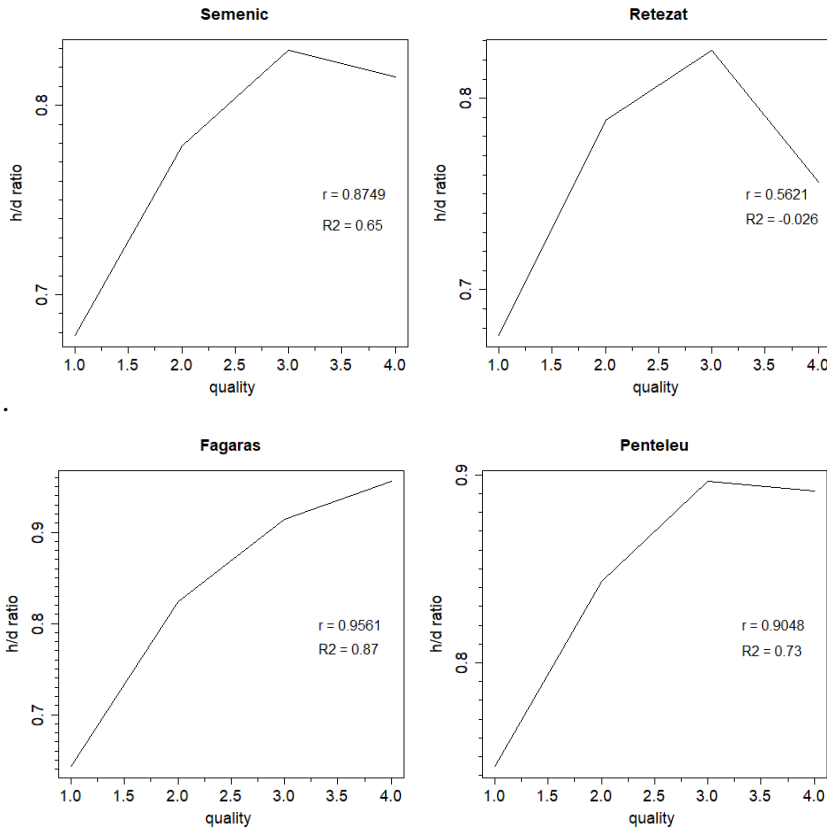 Semenic
h/d ratio
0.8
0.7
r = 0.8749
R2 = 0.65
1.0 1.5 2.0 2.5 3.0 3.5 4.0
quality
Retezat
h/d ratio
0.8
0.7
r = 0.5621
R2 = -0.026
1.0 1.5 2.0 2.5 3.0 3.5 4.0
quality
.
Fagaras
h/d ratio
0.9
0.8
0.7
r = 0.9561
R2 = 0.87
1.0 1.5 2.0 2.5 3.0 3.5 4.0
quality
Penteleu
h/d ratio
0.9
0.8
r = 0.9048
R2 = 0.73
1.0 1.5 2.0 2.5 3.0 3.5 4.0
quality